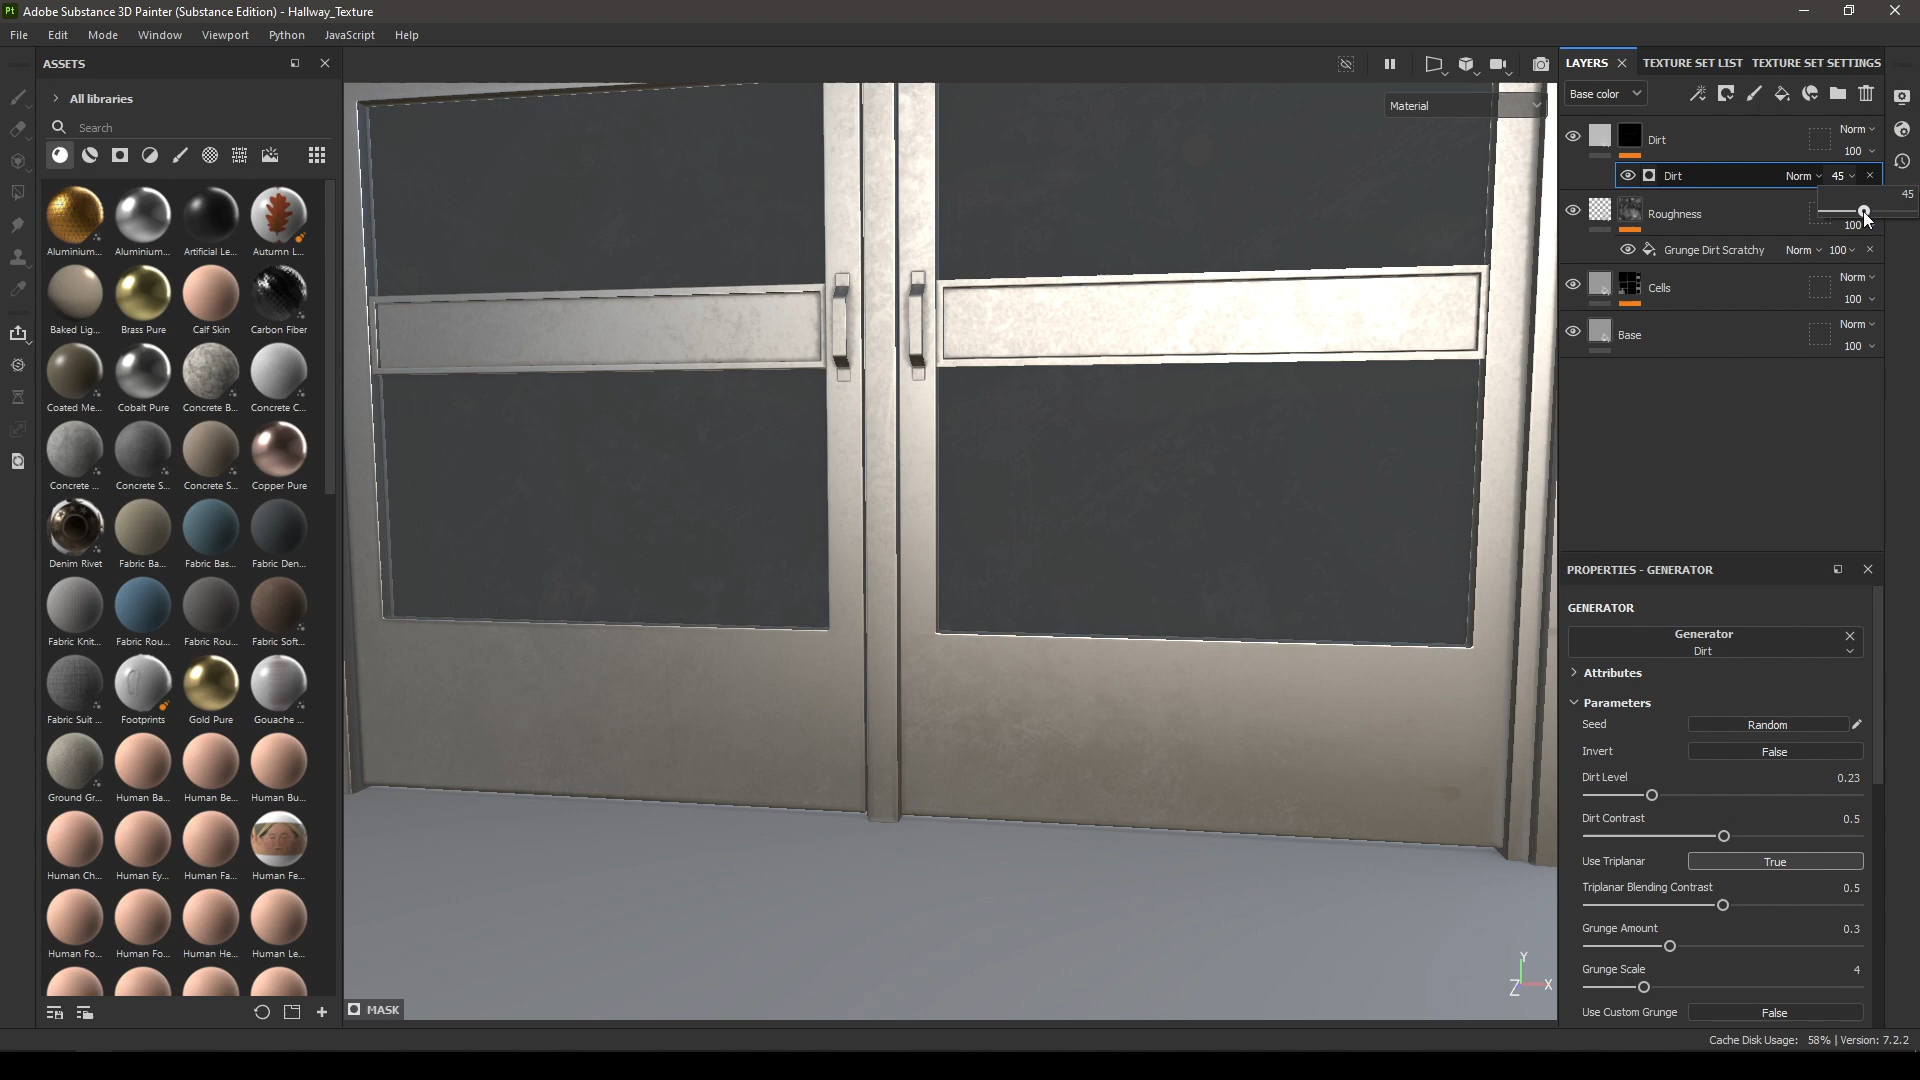 Pt Adobe Substance 3D Painter (Substance Edition) - Hallway_Texture
File Edit Mode Window Viewport Python JavaScript Help
ASSETS
All libraries
Search
Aluminium... Aluminium... Artificial Le... Autumn L...
Baked Lig... Brass Pure Calf Skin Carbon Fiber
Coated Me... Cobalt Pure Concrete B... Concrete C...
Concrete ... Concrete S... Concrete S... Copper Pure
Denim Rivet Fabric Ba... Fabric Bas... Fabric Den...
Fabric Knit... Fabric Rou... Fabric Rou... Fabric Soft...
Fabric Suit ... Footprints Gold Pure Gouache ...
Ground Gr... Human Ba... Human Be... Human Bu...
Human Ch... Human Ey... Human Fa... Human Fe...
Human Fo... Human Fo... Human He... Human Le...
Material
Y
Z X
MASK
LAYERS TEXTURE SET LIST TEXTURE SET SETTINGS
Base color
Norm
Dirt
100
Dirt Norm 45
45
Roughness
100
Grunge Dirt Scratchy Norm 100
Norm
Cells
100
Norm
Base
100
PROPERTIES - GENERATOR
GENERATOR
Generator
Dirt
Attributes
Parameters
Seed Random
Invert False
Dirt Level 0.23
Dirt Contrast 0.5
Use Triplanar True
Triplanar Blending Contrast 0.5
Grunge Amount 0.3
Grunge Scale 4
Use Custom Grunge False
Cache Disk Usage: 58% | Version: 7.2.2